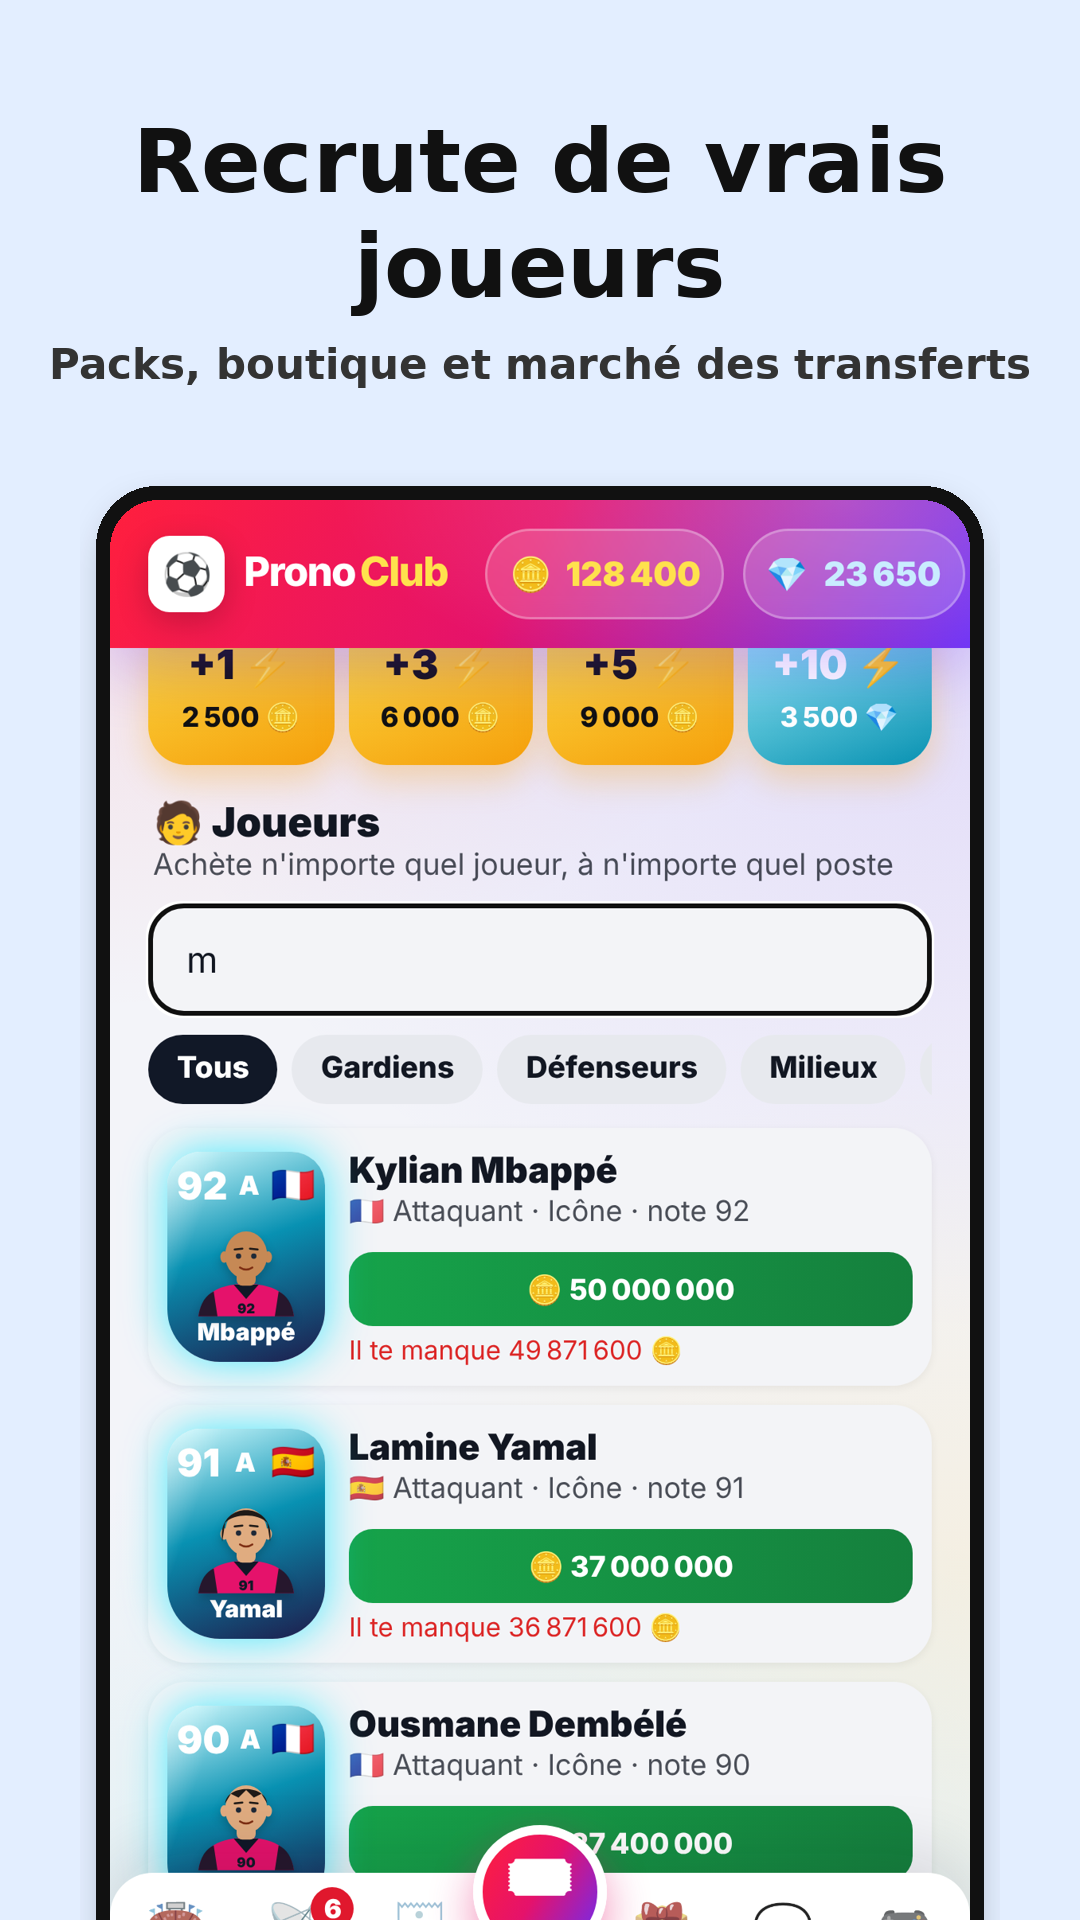 Recrute de vrais
joueurs
Packs, boutique et marché des transferts
Prono Club 128 400 23 650
+1 +3 +5 +10
2 500 6 000 9 000 3 500
Joueurs
Achète n'importe quel joueur, à n'importe quel poste
m
Tous Gardiens Défenseurs Milieux
92 A
92
Mbappé
Kylian Mbappé
Attaquant · Icône · note 92
50 000 000
Il te manque 49 871 600
91 A
91
Yamal
Lamine Yamal
Attaquant · Icône · note 91
37 000 000
Il te manque 36 871 600
90 A
90
Ousmane Dembélé
Attaquant · Icône · note 90
7 400 000
6